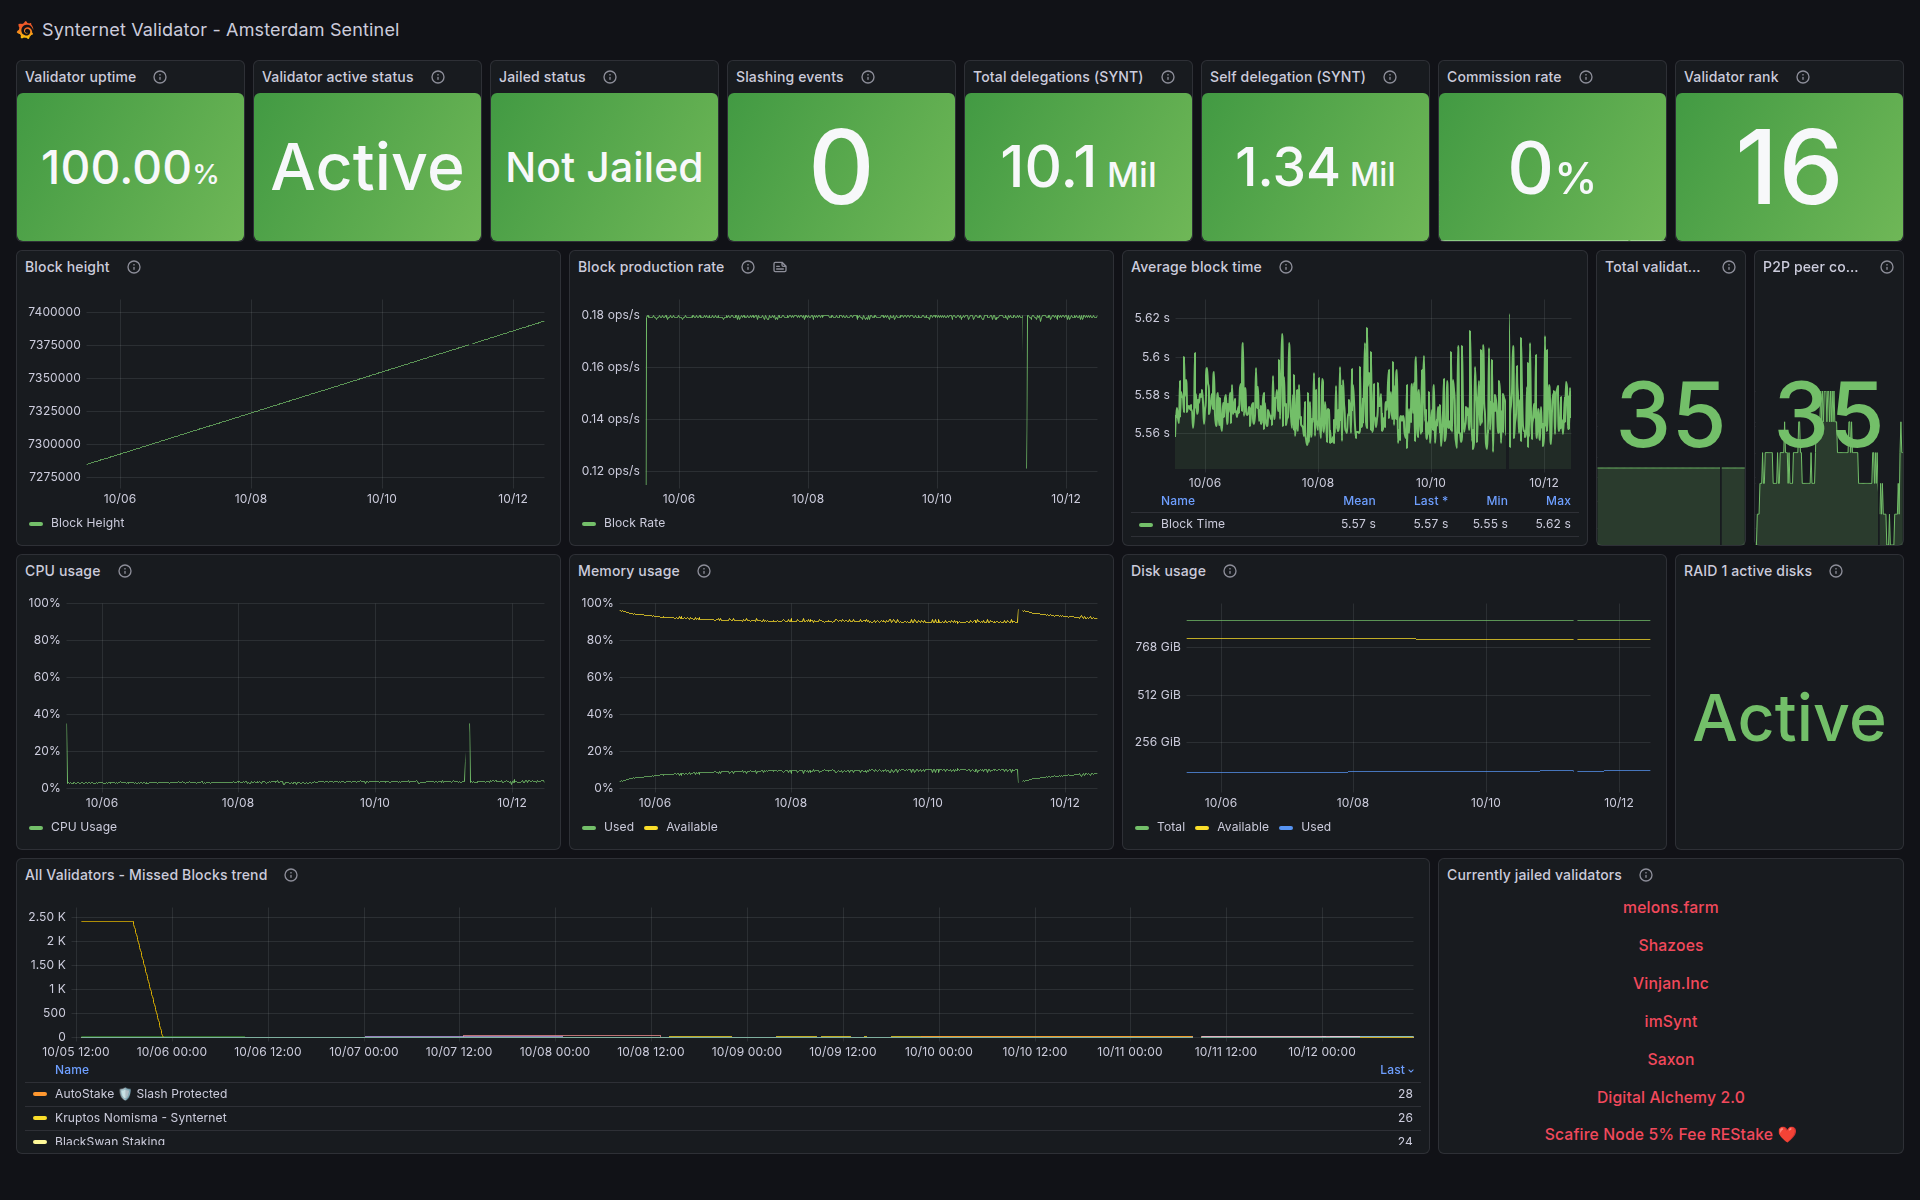 Synternet Validator - Amsterdam Sentinel
Validator uptime
Validator active status
Jailed status
Slashing events
Total delegations (SYNT)
Self delegation (SYNT)
Commission rate
Validator rank
100.00%
Active
Not Jailed
0
10.1 Mil
1.34 Mil
0%
16
Block height
7400000
7375000
7350000
7325000
7300000
7275000
10/06 10/08 10/10 10/12
Block Height
Block production rate
0.18 ops/s
0.16 ops/s
0.14 ops/s
0.12 ops/s
10/06 10/08 10/10 10/12
Block Rate
Average block time
5.62 s
5.6 s
5.58 s
5.56 s
10/06 10/08 10/10 10/12
Name Mean Last * Min Max
Block Time 5.57 s 5.57 s 5.55 s 5.62 s
Total validat...
35
P2P peer co...
35
CPU usage
100%
80%
60%
40%
20%
0%
10/06 10/08 10/10 10/12
CPU Usage
Memory usage
100%
80%
60%
40%
20%
0%
10/06 10/08 10/10 10/12
Used Available
Disk usage
768 GiB
512 GiB
256 GiB
10/06 10/08 10/10 10/12
Total Available Used
RAID 1 active disks
Active
All Validators - Missed Blocks trend
2.50 K
2 K
1.50 K
1 K
500
0
10/05 12:00 10/06 00:00 10/06 12:00 10/07 00:00 10/07 12:00 10/08 00:00 10/08 12:00 10/09 00:00 10/09 12:00 10/10 00:00 10/10 12:00 10/11 00:00 10/11 12:00 10/12 00:00
Name Last
AutoStake 🛡️ Slash Protected 28
Kruptos Nomisma - Synternet 26
BlackSwan Staking 24
Currently jailed validators
melons.farm
Shazoes
Vinjan.Inc
imSynt
Saxon
Digital Alchemy 2.0
Scafire Node 5% Fee REStake ❤️